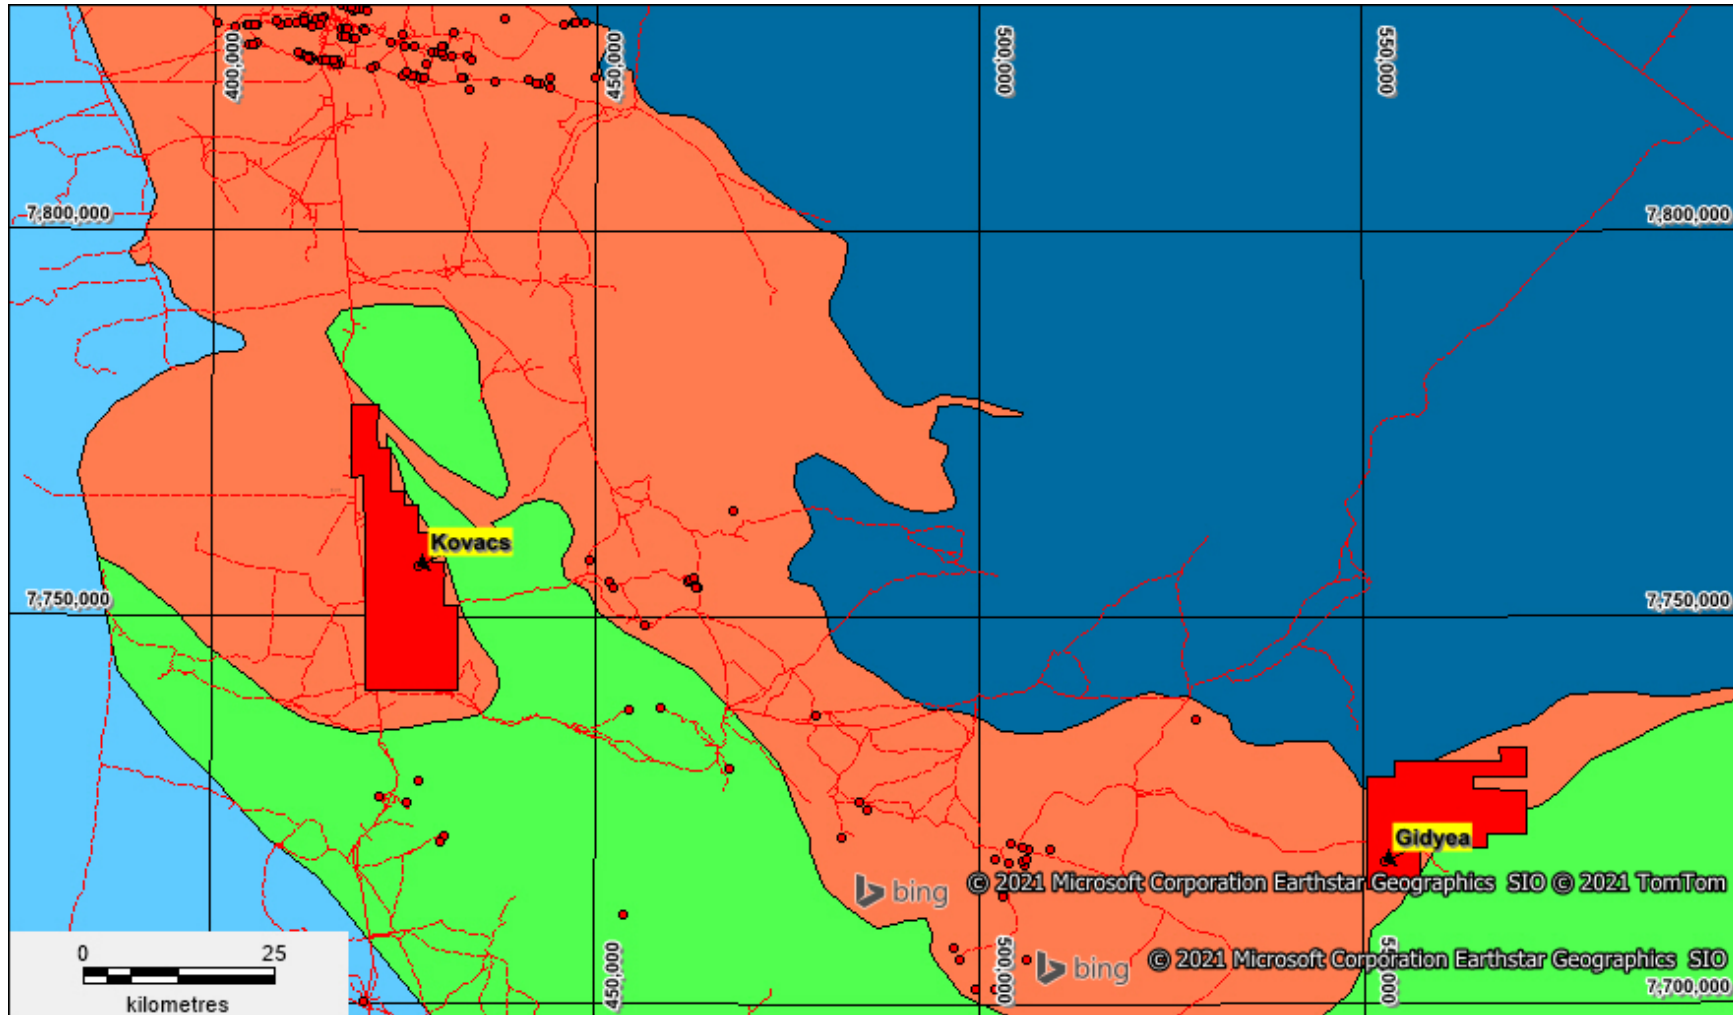 400,000
450,000
500,000
550,000
7,800,000
7,800,000
Kovacs
7,750,000
7,750,000
Gidyea
bing
© 2021 Microsoft Corporation Earthstar Geographics SIO © 2021 TomTom
450,000
500,000
bing
© 2021 Microsoft Corporation Earthstar Geographics SIO
0 25
kilometres
7,700,000